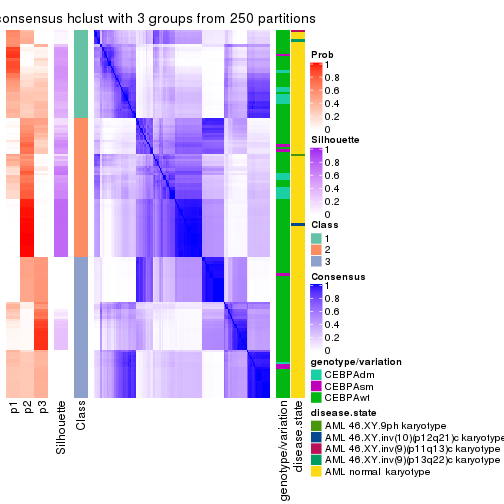 consensus hclust with 3 groups from 250 partitions
Prob
1
0.8
0.6
0.4
0.2
0
Silhouette
1
0.8
0.6
0.4
0.2
0
Class
1
2
3
Consensus
1
0.8
0.6
0.4
0.2
0
genotype/variation
CEBPAdm
CEBPAsm
CEBPAwt
disease.state
AML 46.XY.9ph karyotype
AML 46.XY.inv(10)(p12q21)c karyotype
AML 46.XY.inv(9)(p11q13)c karyotype
AML 46.XY.inv(9)(p13q22)c karyotype
AML normal karyotype
p1
p2
p3
Silhouette
Class
genotype/variation
disease.state